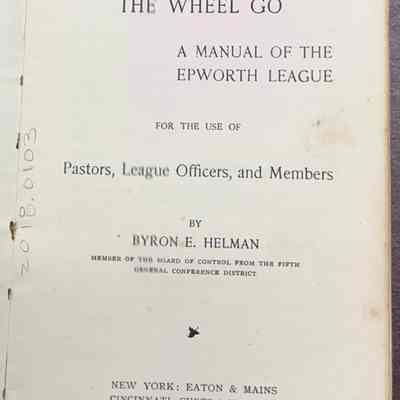 THE WHEEL GO
A MANUAL OF THE
EPWORTH LEAGUE
FOR THE USE OF
Pastors, League Officers, and Members
BY
BYRON E. HELMAN
MEMBER OF THE BOARD OF CONTROL FROM THE FIFTH
GENERAL CONFERENCE DISTRICT
NEW YORK: EATON & MAINS
CINCINNATI
2018.0103